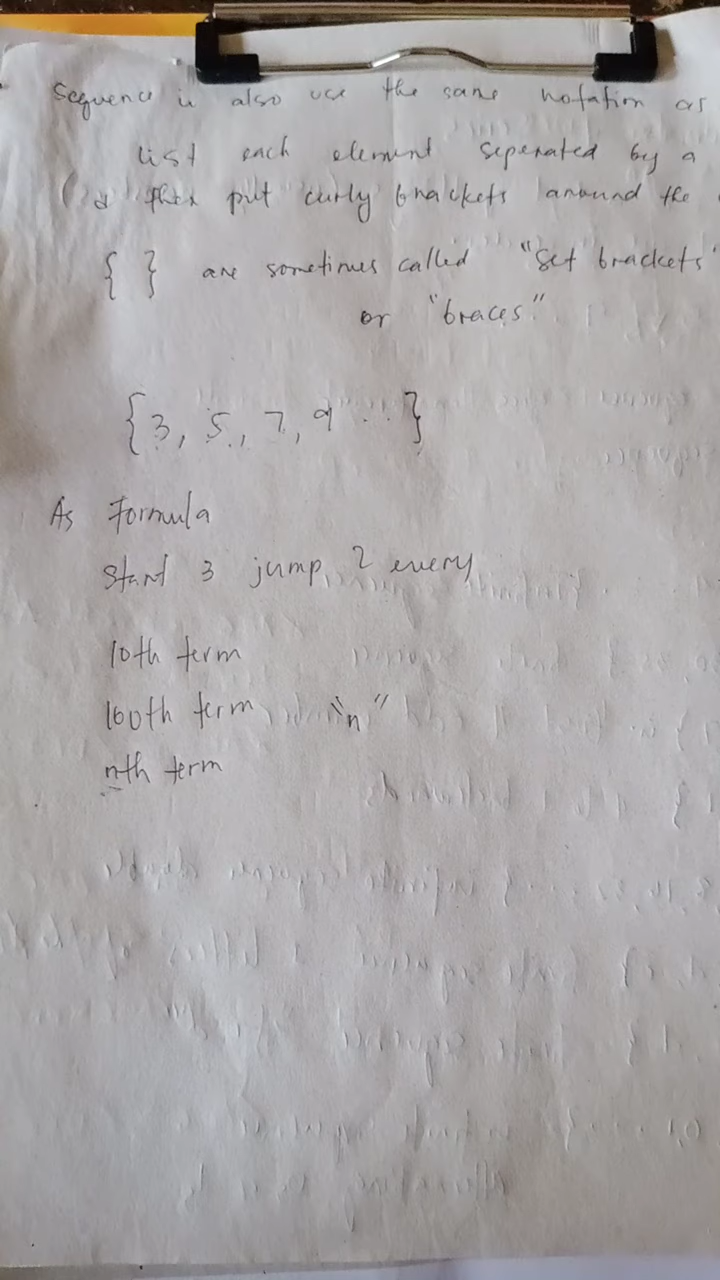 Sequence is also use the same notation as
list each element seperated by a
& then put curly brackets around the
{ } are sometimes called "set brackets"
or "braces".
{3, 5, 7, 9 ...}
As Formula
start 3 jump 2 every
10th term
100th term "n"
nth term